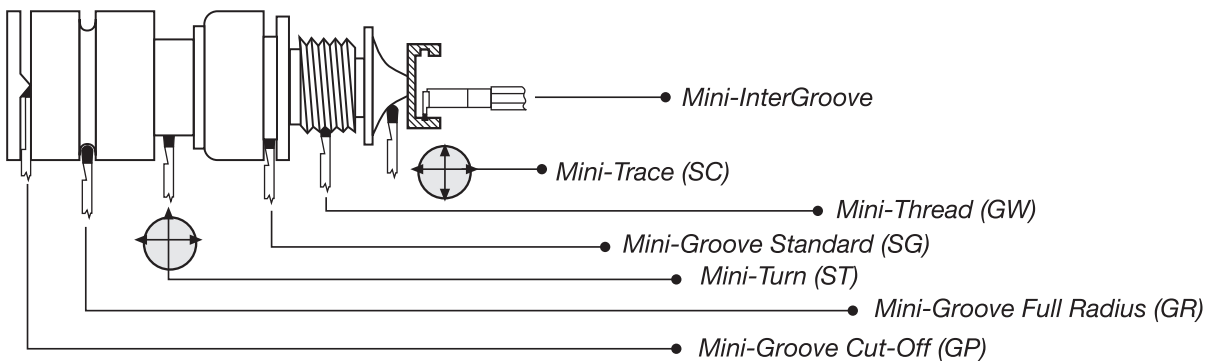 Mini-InterGroove
Mini-Trace (SC)
Mini-Thread (GW)
Mini-Groove Standard (SG)
Mini-Turn (ST)
Mini-Groove Full Radius (GR)
Mini-Groove Cut-Off (GP)